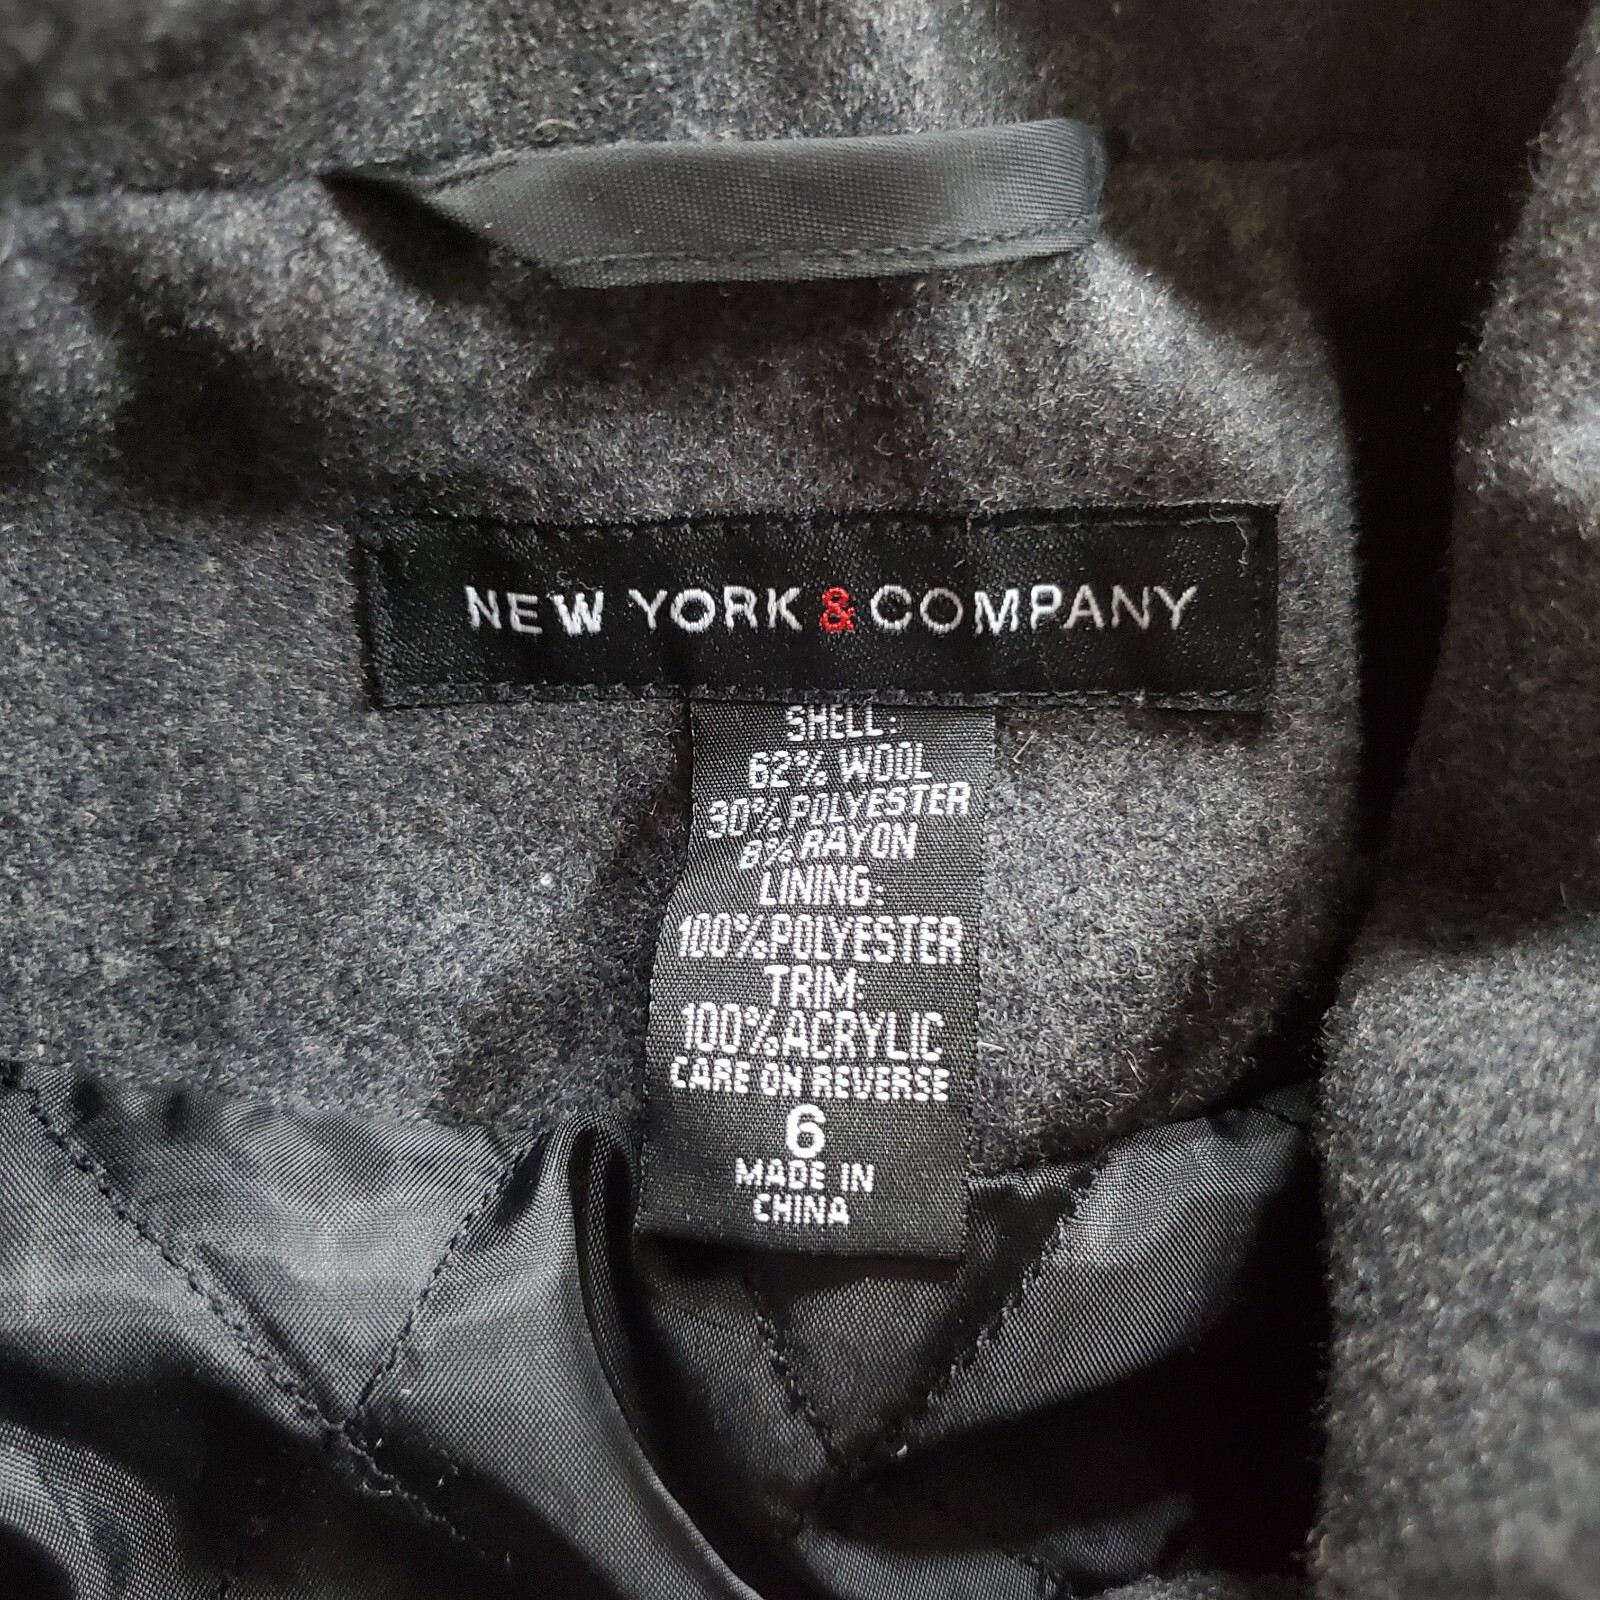 NEW YORK & COMPANY
SHELL:
62% WOOL
30% POLYESTER
8% RAYON
LINING:
100% POLYESTER
TRIM:
100% ACRYLIC
CARE ON REVERSE
6
MADE IN
CHINA